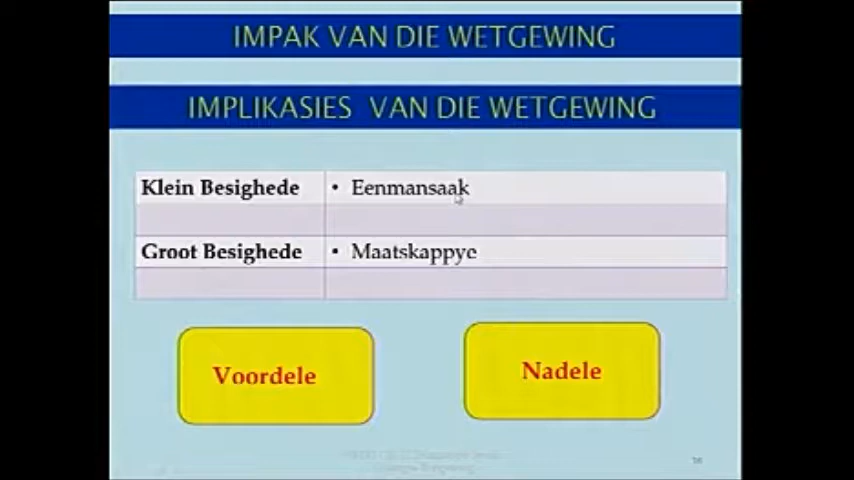 IMPAK VAN DIE WETGEWING
IMPLIKASIES VAN DIE WETGEWING
Klein Besighede • Eenmansaak
Groot Besighede • Maatskappye
Voordele
Nadele